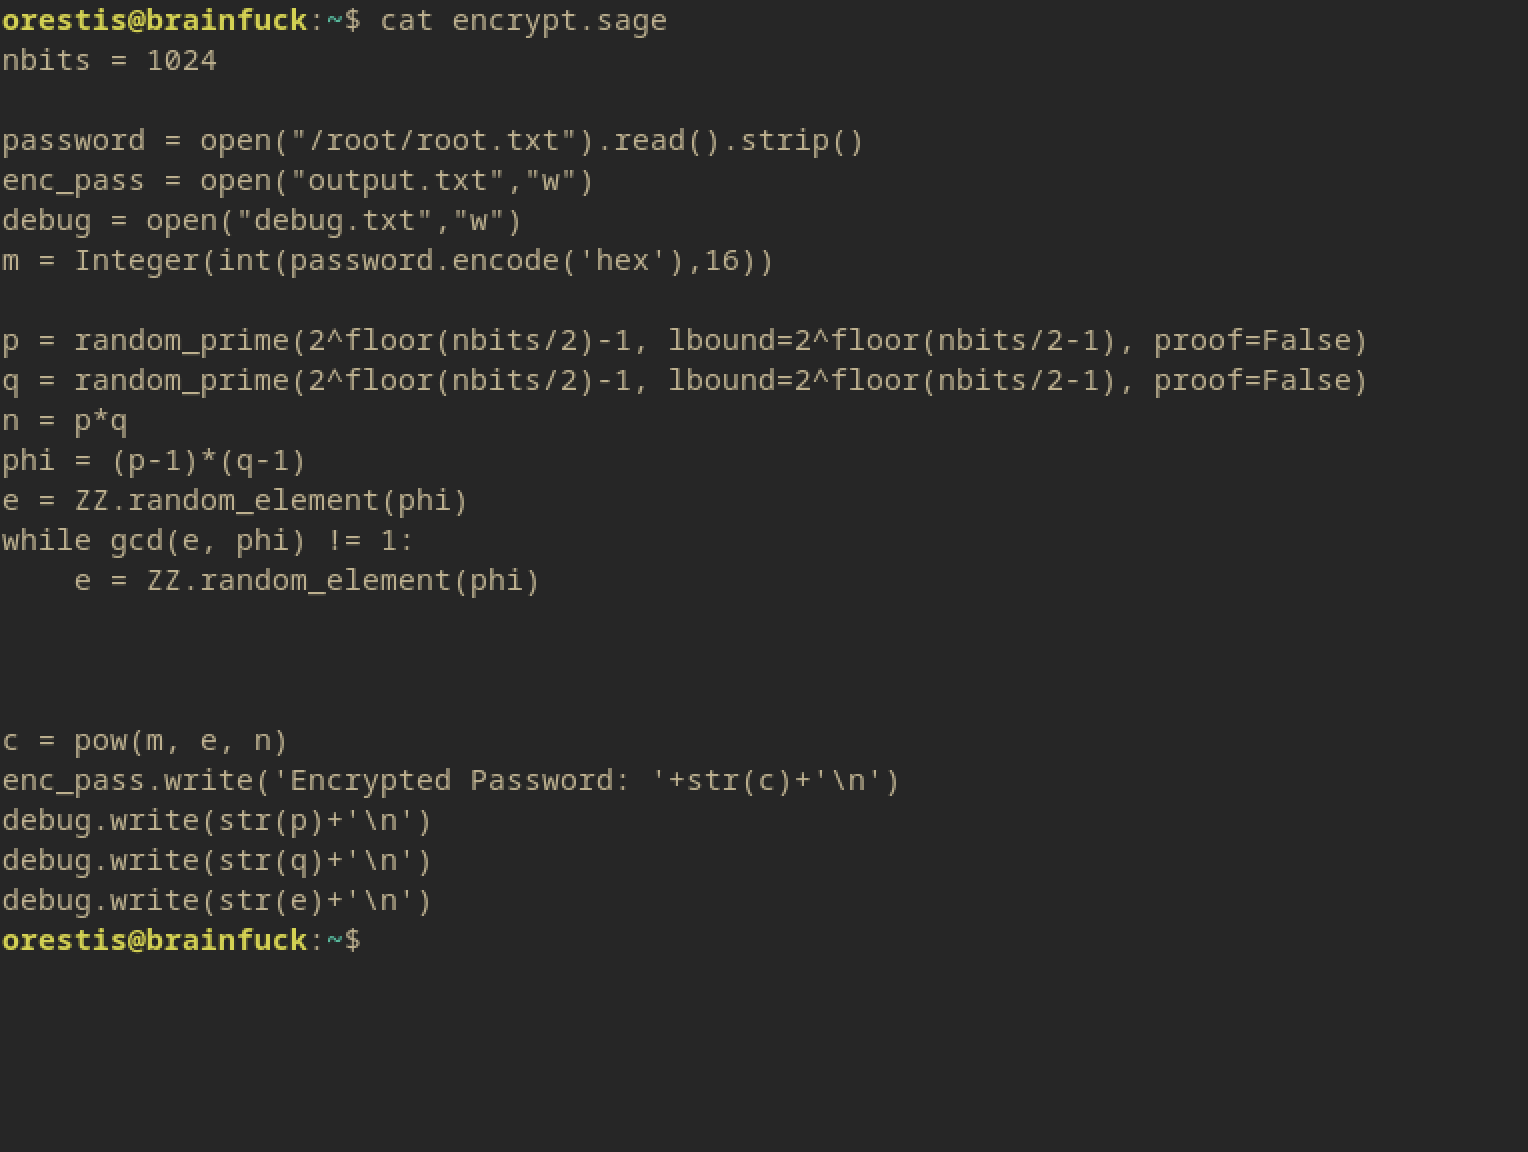 orestis@brainfuck:~$ cat encrypt.sage
nbits = 1024
password = open("/root/root.txt").read().strip()
enc_pass = open("output.txt","w")
debug = open("debug.txt","w")
m = Integer(int(password.encode('hex'),16))
p = random_prime(2^floor(nbits/2)-1, lbound=2^floor(nbits/2-1), proof=False)
q = random_prime(2^floor(nbits/2)-1, lbound=2^floor(nbits/2-1), proof=False)
n = p*q
phi = (p-1)*(q-1)
e = ZZ.random_element(phi)
while gcd(e, phi) != 1:
    e = ZZ.random_element(phi)
c = pow(m, e, n)
enc_pass.write('Encrypted Password: '+str(c)+'\n')
debug.write(str(p)+'\n')
debug.write(str(q)+'\n')
debug.write(str(e)+'\n')
orestis@brainfuck:~$